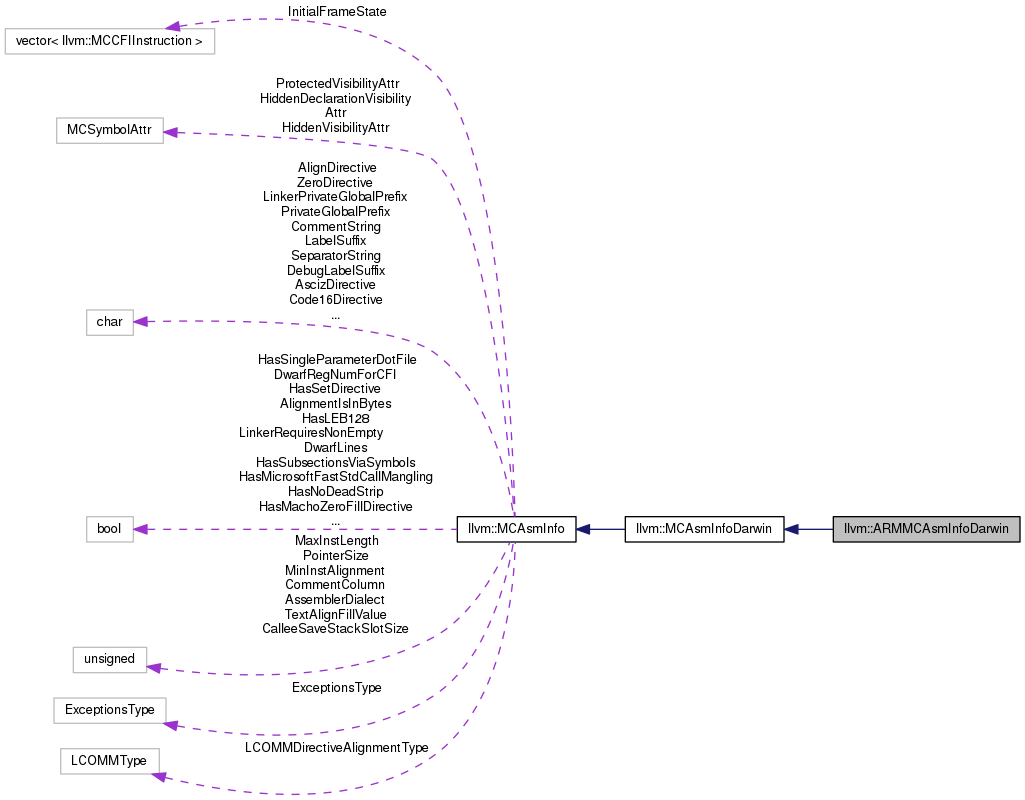 InitialFrameState
vector< llvm::MCCFIInstruction >
ProtectedVisibilityAttr
HiddenDeclarationVisibility
Attr
HiddenVisibilityAttr
MCSymbolAttr
AlignDirective
ZeroDirective
LinkerPrivateGlobalPrefix
PrivateGlobalPrefix
CommentString
LabelSuffix
SeparatorString
DebugLabelSuffix
AscizDirective
Code16Directive
...
char
HasSingleParameterDotFile
DwarfRegNumForCFI
HasSetDirective
AlignmentIsInBytes
HasLEB128
LinkerRequiresNonEmpty
DwarfLines
HasSubsectionsViaSymbols
HasMicrosoftFastStdCallMangling
HasNoDeadStrip
HasMachoZeroFillDirective
...
bool
llvm::MCAsmInfo
llvm::MCAsmInfoDarwin
llvm::ARMMCAsmInfoDarwin
MaxInstLength
PointerSize
MinInstAlignment
CommentColumn
AssemblerDialect
TextAlignFillValue
CalleeSaveStackSlotSize
unsigned
ExceptionsType
ExceptionsType
LCOMMDirectiveAlignmentType
LCOMMType